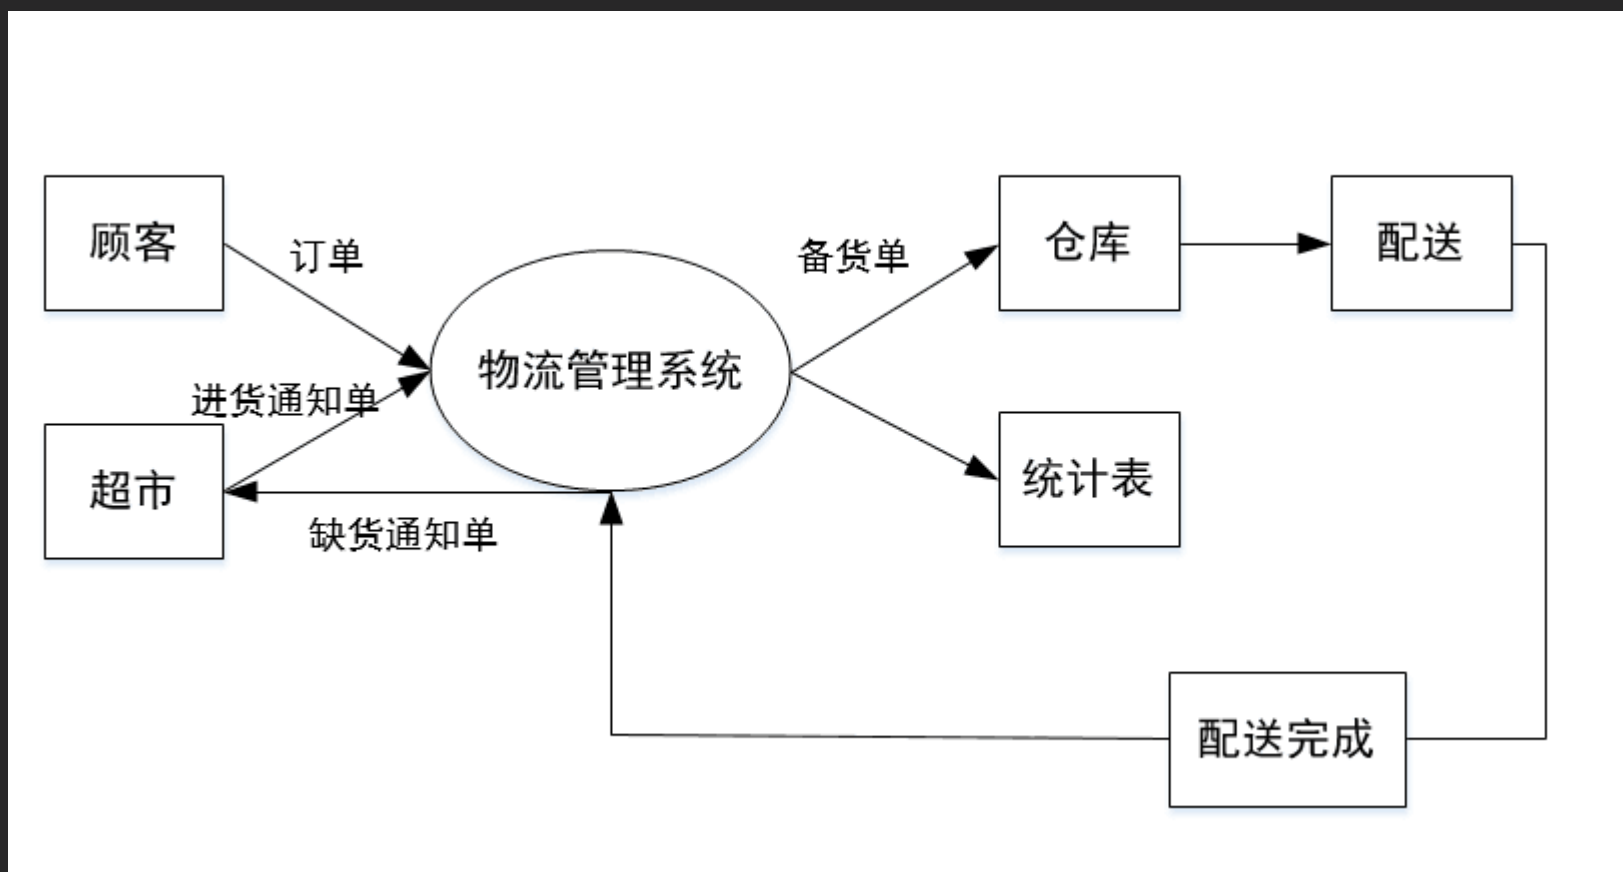 顾客
订单
备货单
仓库
配送
物流管理系统
进货通知单
超市
缺货通知单
统计表
配送完成